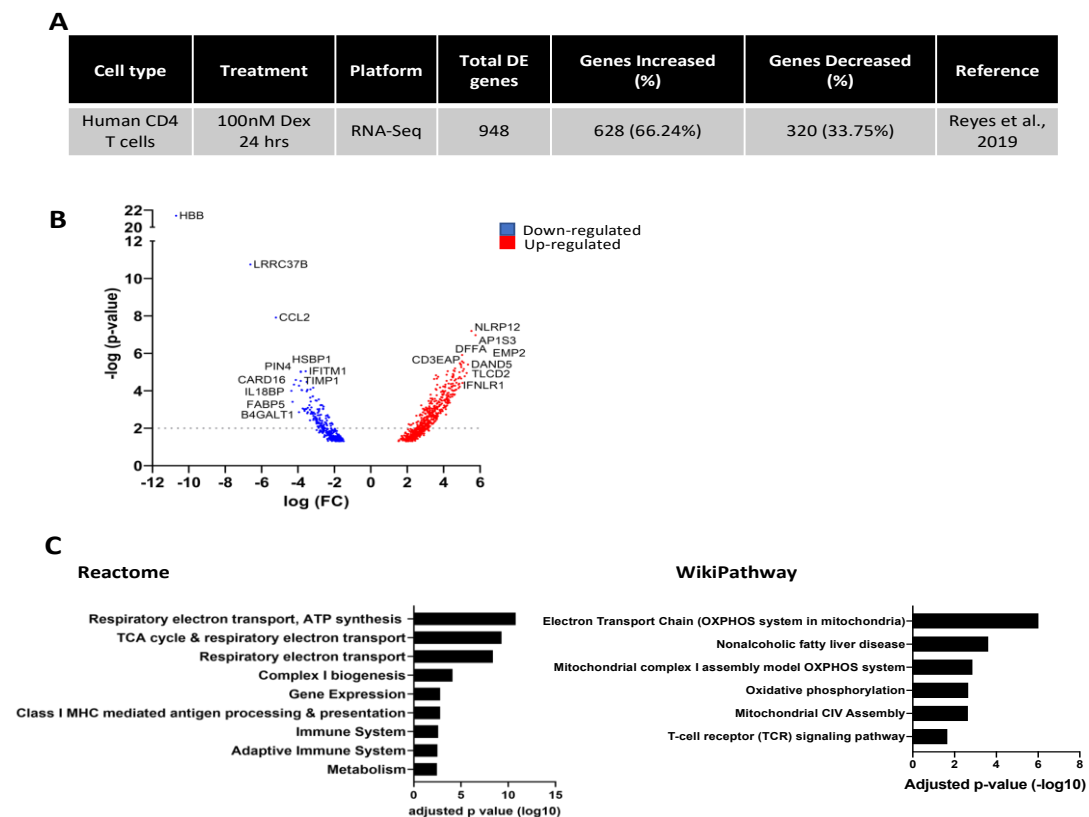 A
Cell type Treatment Platform Total DE genes Genes Increased (%) Genes Decreased (%) Reference
Human CD4 T cells 100nM Dex 24 hrs RNA-Seq 948 628 (66.24%) 320 (33.75%) Reyes et al., 2019
B
22
20
12
10
8
6
4
2
0
-log (p-value)
HBB
LRRC37B
CCL2
HSBP1
PIN4
IFITM1
CARD16
TIMP1
IL18BP
FABP5
B4GALT1
NLRP12
AP1S3
DFFA
EMP2
CD3EAP
DAND5
TLCD2
IFNLR1
-12 -10 -8 -6 -4 -2 0 2 4 6
log (FC)
Down-regulated
Up-regulated
C
Reactome
Respiratory electron transport, ATP synthesis
TCA cycle & respiratory electron transport
Respiratory electron transport
Complex I biogenesis
Gene Expression
Class I MHC mediated antigen processing & presentation
Immune System
Adaptive Immune System
Metabolism
0 5 10 15
adjusted p value (-log10)
WikiPathway
Electron Transport Chain (OXPHOS system in mitochondria)
Nonalcoholic fatty liver disease
Mitochondrial complex I assembly model OXPHOS system
Oxidative phosphorylation
Mitochondrial CIV Assembly
T-cell receptor (TCR) signaling pathway
0 2 4 6 8
Adjusted p-value (-log10)